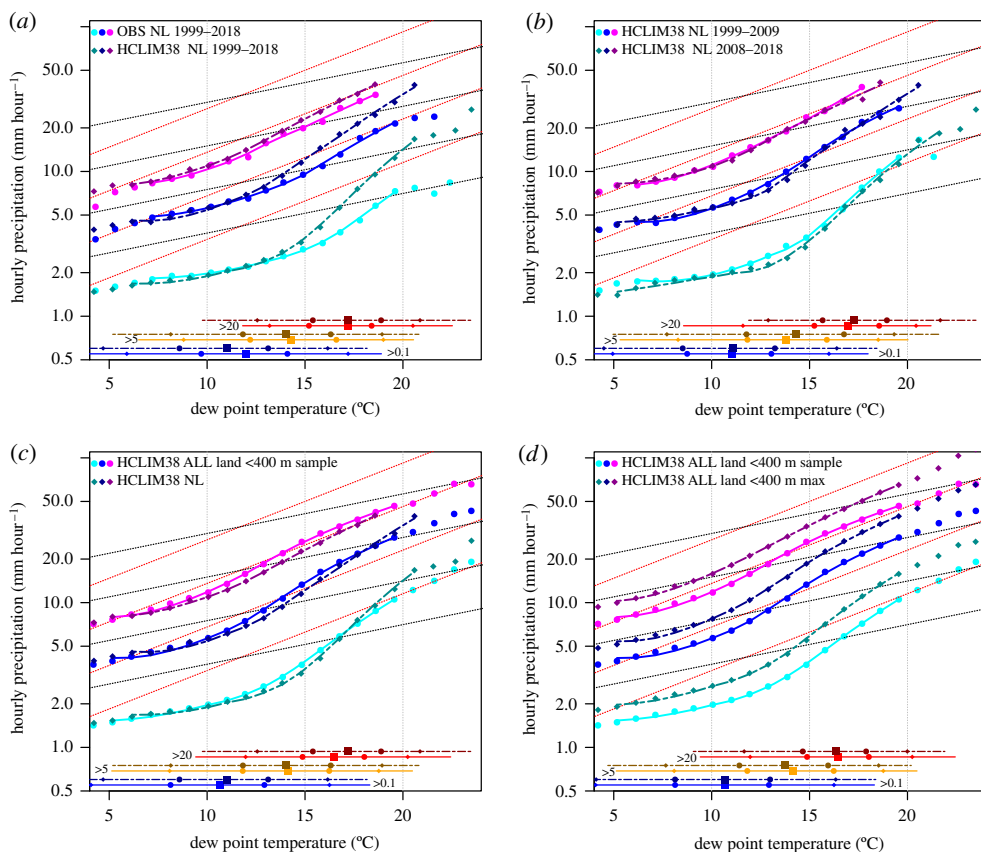 (a)
OBS NL 1999–2018
HCLIM38 NL 1999–2018
hourly precipitation (mm hour⁻¹)
50.0
20.0
10.0
5.0
2.0
1.0
0.5
>20
>5
>0.1
5 10 15 20
dew point temperature (ºC)
(b)
HCLIM38 NL 1999–2009
HCLIM38 NL 2008–2018
hourly precipitation (mm hour⁻¹)
50.0
20.0
10.0
5.0
2.0
1.0
0.5
>20
>5
>0.1
5 10 15 20
dew point temperature (ºC)
(c)
HCLIM38 ALL land <400 m sample
HCLIM38 NL
hourly precipitation (mm hour⁻¹)
50.0
20.0
10.0
5.0
2.0
1.0
0.5
>20
>5
>0.1
5 10 15 20
dew point temperature (ºC)
(d)
HCLIM38 ALL land <400 m sample
HCLIM38 ALL land <400 m max
hourly precipitation (mm hour⁻¹)
50.0
20.0
10.0
5.0
2.0
1.0
0.5
>20
>5
>0.1
5 10 15 20
dew point temperature (ºC)